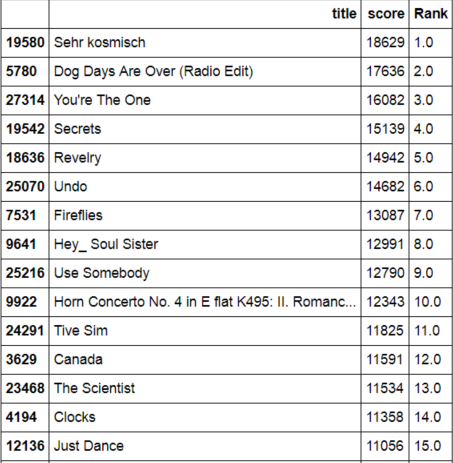 title score Rank
19580 Sehr kosmisch 18629 1.0
5780 Dog Days Are Over (Radio Edit) 17636 2.0
27314 You're The One 16082 3.0
19542 Secrets 15139 4.0
18636 Revelry 14942 5.0
25070 Undo 14682 6.0
7531 Fireflies 13087 7.0
9641 Hey_ Soul Sister 12991 8.0
25216 Use Somebody 12790 9.0
9922 Horn Concerto No. 4 in E flat K495: II. Romanc... 12343 10.0
24291 Tive Sim 11825 11.0
3629 Canada 11591 12.0
23468 The Scientist 11534 13.0
4194 Clocks 11358 14.0
12136 Just Dance 11056 15.0